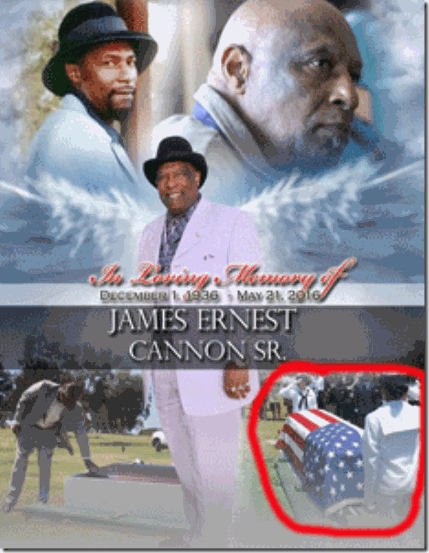 In Loving Memory of
DECEMBER 1, 1936 - MAY 21, 2016
JAMES ERNEST
CANNON SR.